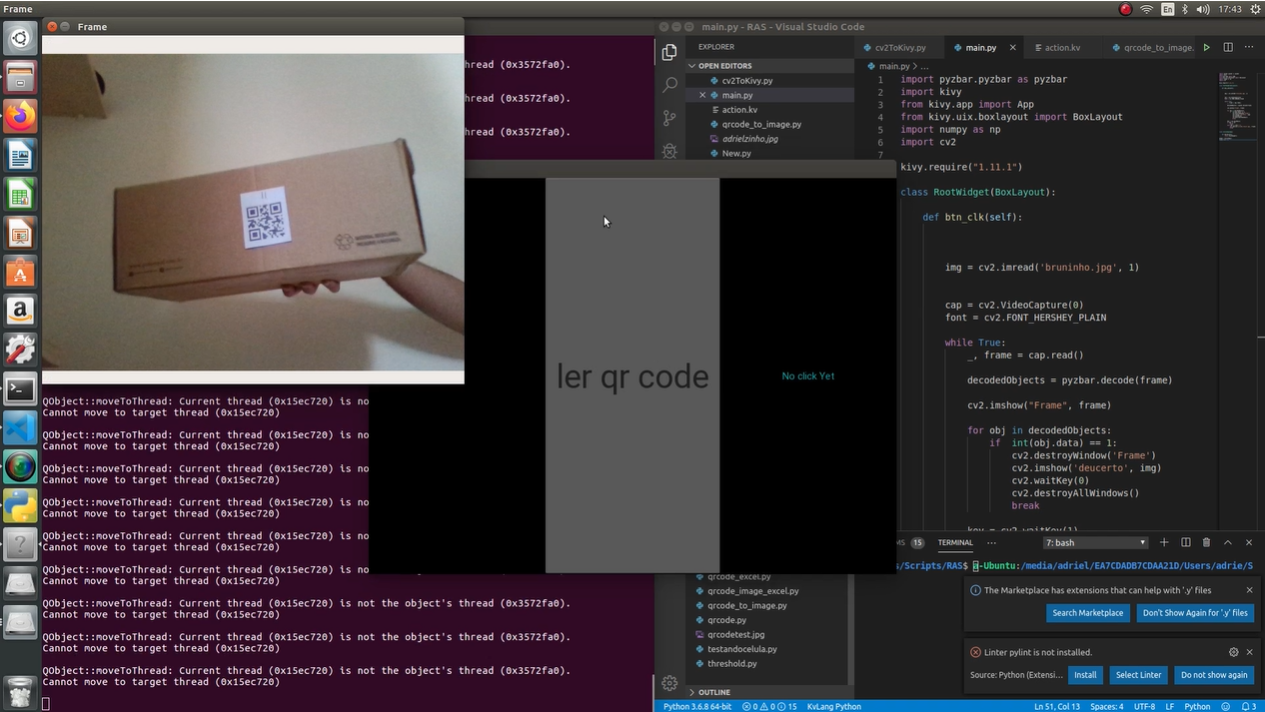 Frame
En
17:43
Frame
main.py - RAS - Visual Studio Code
hread (0x3572fa0).
hread (0x3572fa0).
hread (0x3572fa0).
ler qr code
No click Yet
QObject::moveToThread: Current thread (0x15ec720) is no
Cannot move to target thread (0x15ec720)
QObject::moveToThread: Current thread (0x15ec720) is no
Cannot move to target thread (0x15ec720)
QObject::moveToThread: Current thread (0x15ec720) is no
Cannot move to target thread (0x15ec720)
QObject::moveToThread: Current thread (0x15ec720) is no
Cannot move to target thread (0x15ec720)
QObject::moveToThread: Current thread (0x15ec720) is no
Cannot move to target thread (0x15ec720)
QObject::moveToThread: Current thread (0x15ec720) is no
Cannot move to target thread (0x15ec720)
QObject::moveToThread: Current thread (0x15ec720) is not the object's thread (0x3572fa0).
Cannot move to target thread (0x15ec720)
QObject::moveToThread: Current thread (0x15ec720) is not the object's thread (0x3572fa0).
Cannot move to target thread (0x15ec720)
QObject::moveToThread: Current thread (0x15ec720) is not the object's thread (0x3572fa0).
Cannot move to target thread (0x15ec720)
EXPLORER
OPEN EDITORS
cv2ToKivy.py
main.py
action.kv
qrcode_to_image.py
adrielzinho.jpg
New.py
qrcode_excel.py
qrcode_image_excel.py
qrcode_to_image.py
qrcode.py
qrcodetest.jpg
testandocelula.py
threshold.py
OUTLINE
cv2ToKivy.py
main.py
action.kv
qrcode_to_image.
main.py > ...
1 import pyzbar.pyzbar as pyzbar
2 import kivy
3 from kivy.app import App
4 from kivy.uix.boxlayout import BoxLayout
5 import numpy as np
6 import cv2
7
kivy.require("1.11.1")
class RootWidget(BoxLayout):
def btn_clk(self):
img = cv2.imread('bruninho.jpg', 1)
cap = cv2.VideoCapture(0)
font = cv2.FONT_HERSHEY_PLAIN
while True:
_, frame = cap.read()
decodedObjects = pyzbar.decode(frame)
cv2.imshow("Frame", frame)
for obj in decodedObjects:
if int(obj.data) == 1:
cv2.destroyWindow('Frame')
cv2.imshow('deucerto', img)
cv2.waitKey(0)
cv2.destroyAllWindows()
break
key = cv2.waitKey(1)
MS 15
TERMINAL
7: bash
s/Scripts/RAS$ a-Ubuntu:/media/adriel/EA7CDADB7CDAA21D/Users/adrie/S
The Marketplace has extensions that can help with '.y' files
Search Marketplace
Don't Show Again for '.y' files
Linter pylint is not installed.
Source: Python (Extensi...
Install
Select Linter
Do not show again
Python 3.6.8 64-bit
0 0 15
KvLang Python
Ln 51, Col 13
Spaces: 4
UTF-8
LF
Python
3